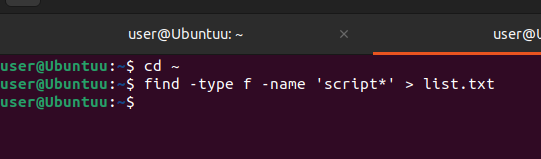 user@Ubuntuu: ~
user@U
user@Ubuntuu:~$ cd ~
user@Ubuntuu:~$ find -type f -name 'script*' > list.txt
user@Ubuntuu:~$